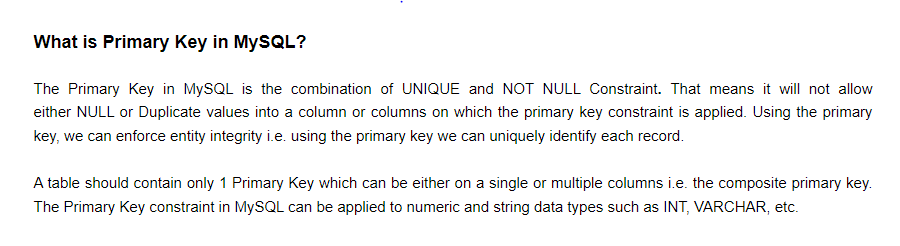 What is Primary Key in MySQL?
The Primary Key in MySQL is the combination of UNIQUE and NOT NULL Constraint. That means it will not allow
either NULL or Duplicate values into a column or columns on which the primary key constraint is applied. Using the primary
key, we can enforce entity integrity i.e. using the primary key we can uniquely identify each record.
A table should contain only 1 Primary Key which can be either on a single or multiple columns i.e. the composite primary key.
The Primary Key constraint in MySQL can be applied to numeric and string data types such as INT, VARCHAR, etc.